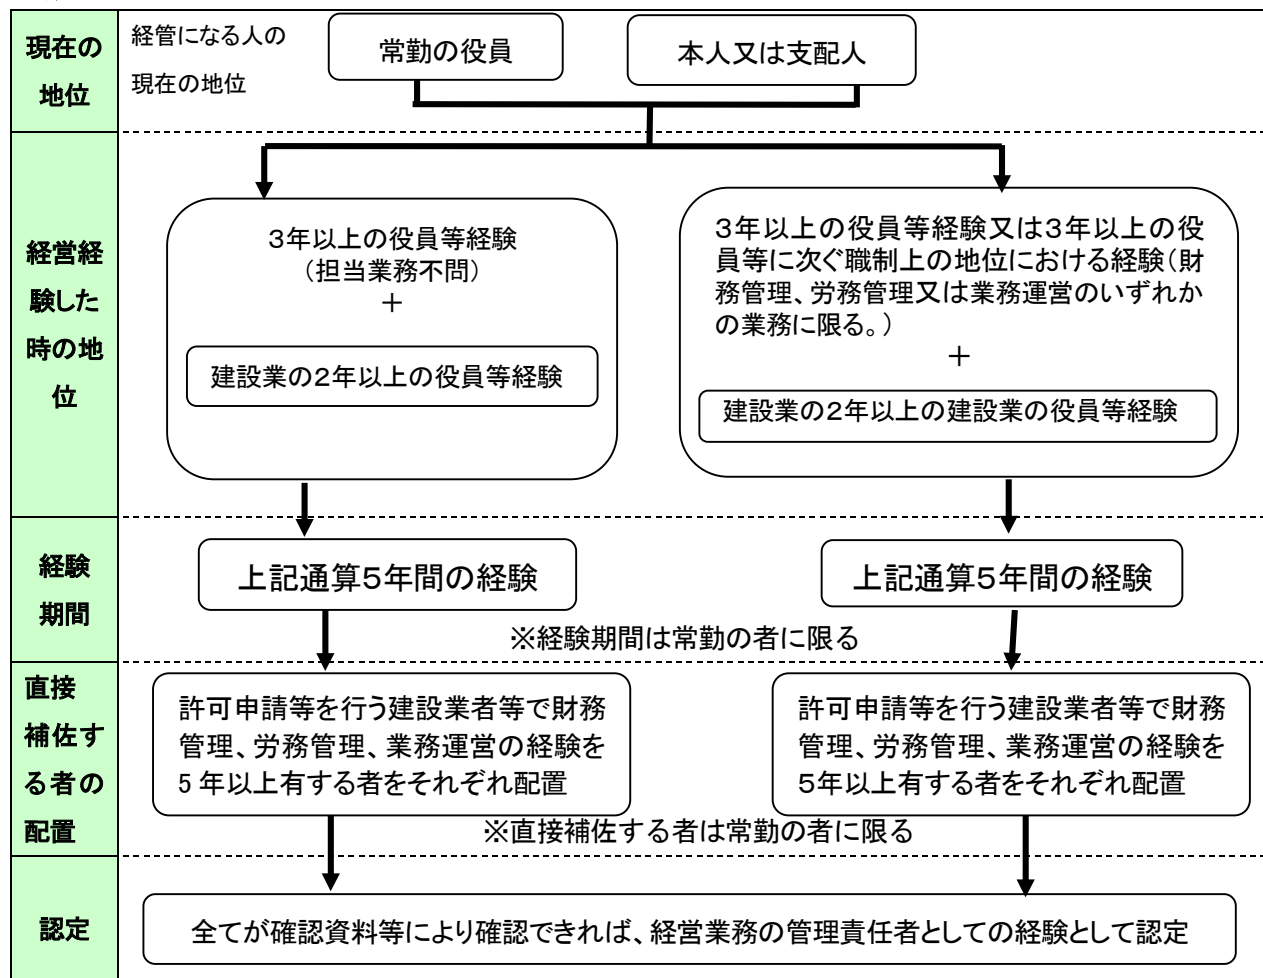 現在の
地位
経管になる人の
現在の地位
常勤の役員
本人又は支配人
経営経
験した
時の地
位
３年以上の役員等経験
（担当業務不問）
＋
建設業の２年以上の役員等経験
３年以上の役員等経験又は３年以上の役
員等に次ぐ職制上の地位における経験（財
務管理、労務管理又は業務運営のいずれか
の業務に限る。）
＋
建設業の２年以上の建設業の役員等経験
経験
期間
上記通算５年間の経験
上記通算５年間の経験
※経験期間は常勤の者に限る
直接
補佐す
る者の
配置
許可申請等を行う建設業者等で財務
管理、労務管理、業務運営の経験を
5 年以上有する者をそれぞれ配置
許可申請等を行う建設業者等で財務
管理、労務管理、業務運営の経験を
５年以上有する者をそれぞれ配置
※直接補佐する者は常勤の者に限る
認定
全てが確認資料等により確認できれば、経営業務の管理責任者としての経験として認定